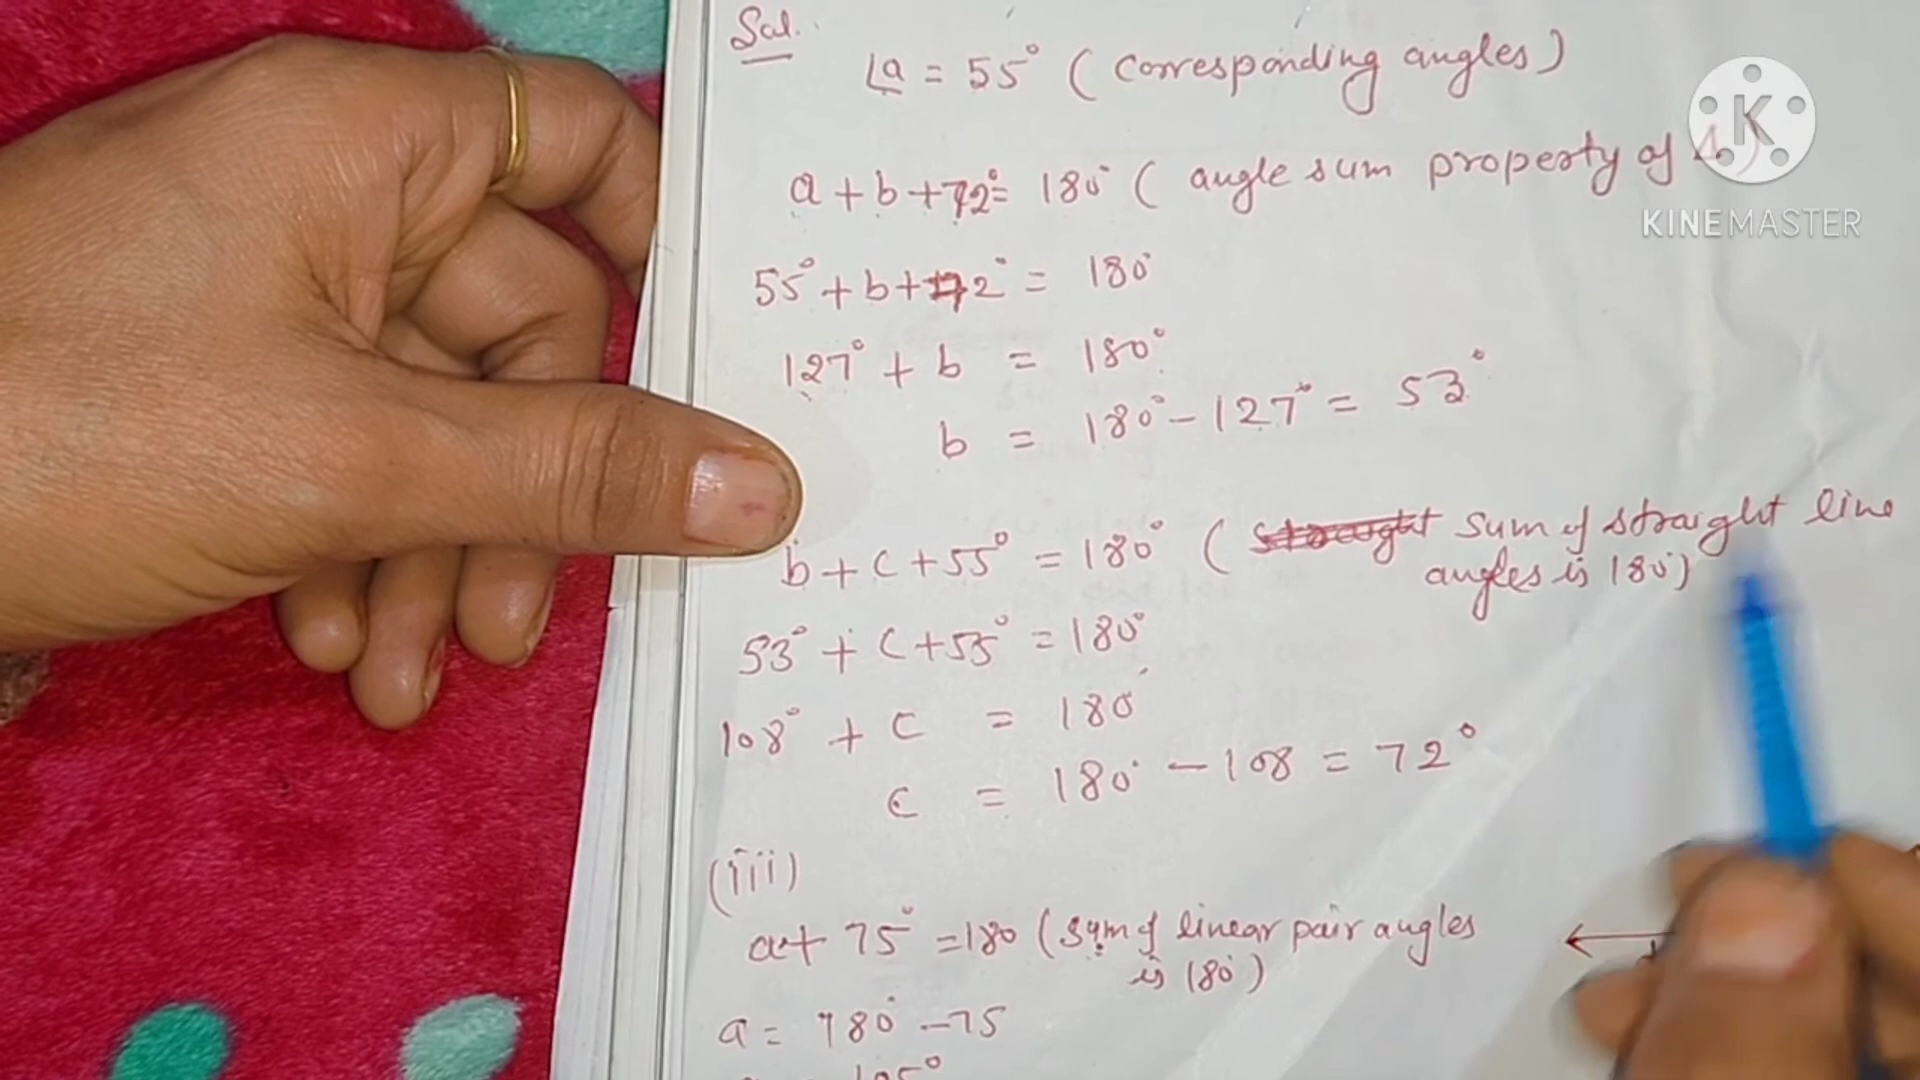 Sol.
∠a = 55° (corresponding angles)
a + b + 72° = 180° ( angle sum property of Δ)
55° + b + 72° = 180°
127° + b = 180°
b = 180° - 127° = 53°
b + c + 55° = 180° ( sum of straight line
angles is 180°)
53° + c + 55° = 180°
108° + c = 180°
c = 180° - 108 = 72°
(iii)
a + 75° = 180 (sum of linear pair angles
is 180°)
a = 180° - 75
105°
K
KINEMASTER